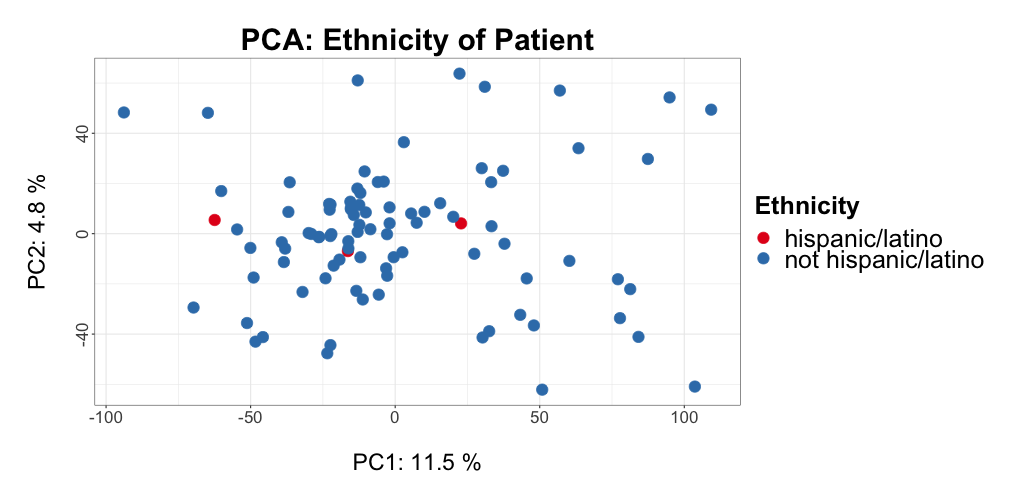 PCA: Ethnicity of Patient
PC2: 4.8 %
40
0
-40
-100
-50
0
50
100
PC1: 11.5 %
Ethnicity
hispanic/latino
not hispanic/latino